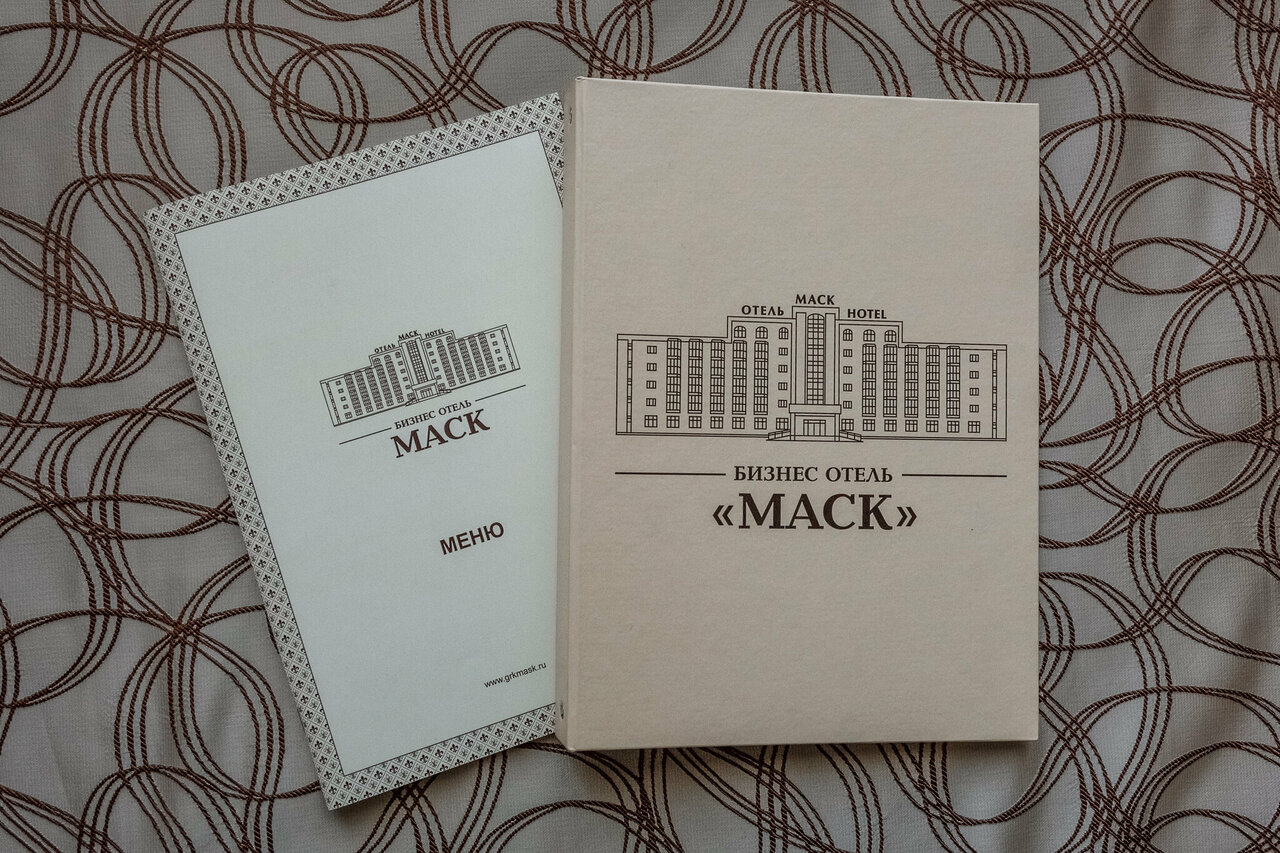 ОТЕЛЬ МАСК HOTEL
БИЗНЕС ОТЕЛЬ
МАСК
МЕНЮ
www.grkmask.ru
ОТЕЛЬ МАСК HOTEL
БИЗНЕС ОТЕЛЬ
«МАСК»